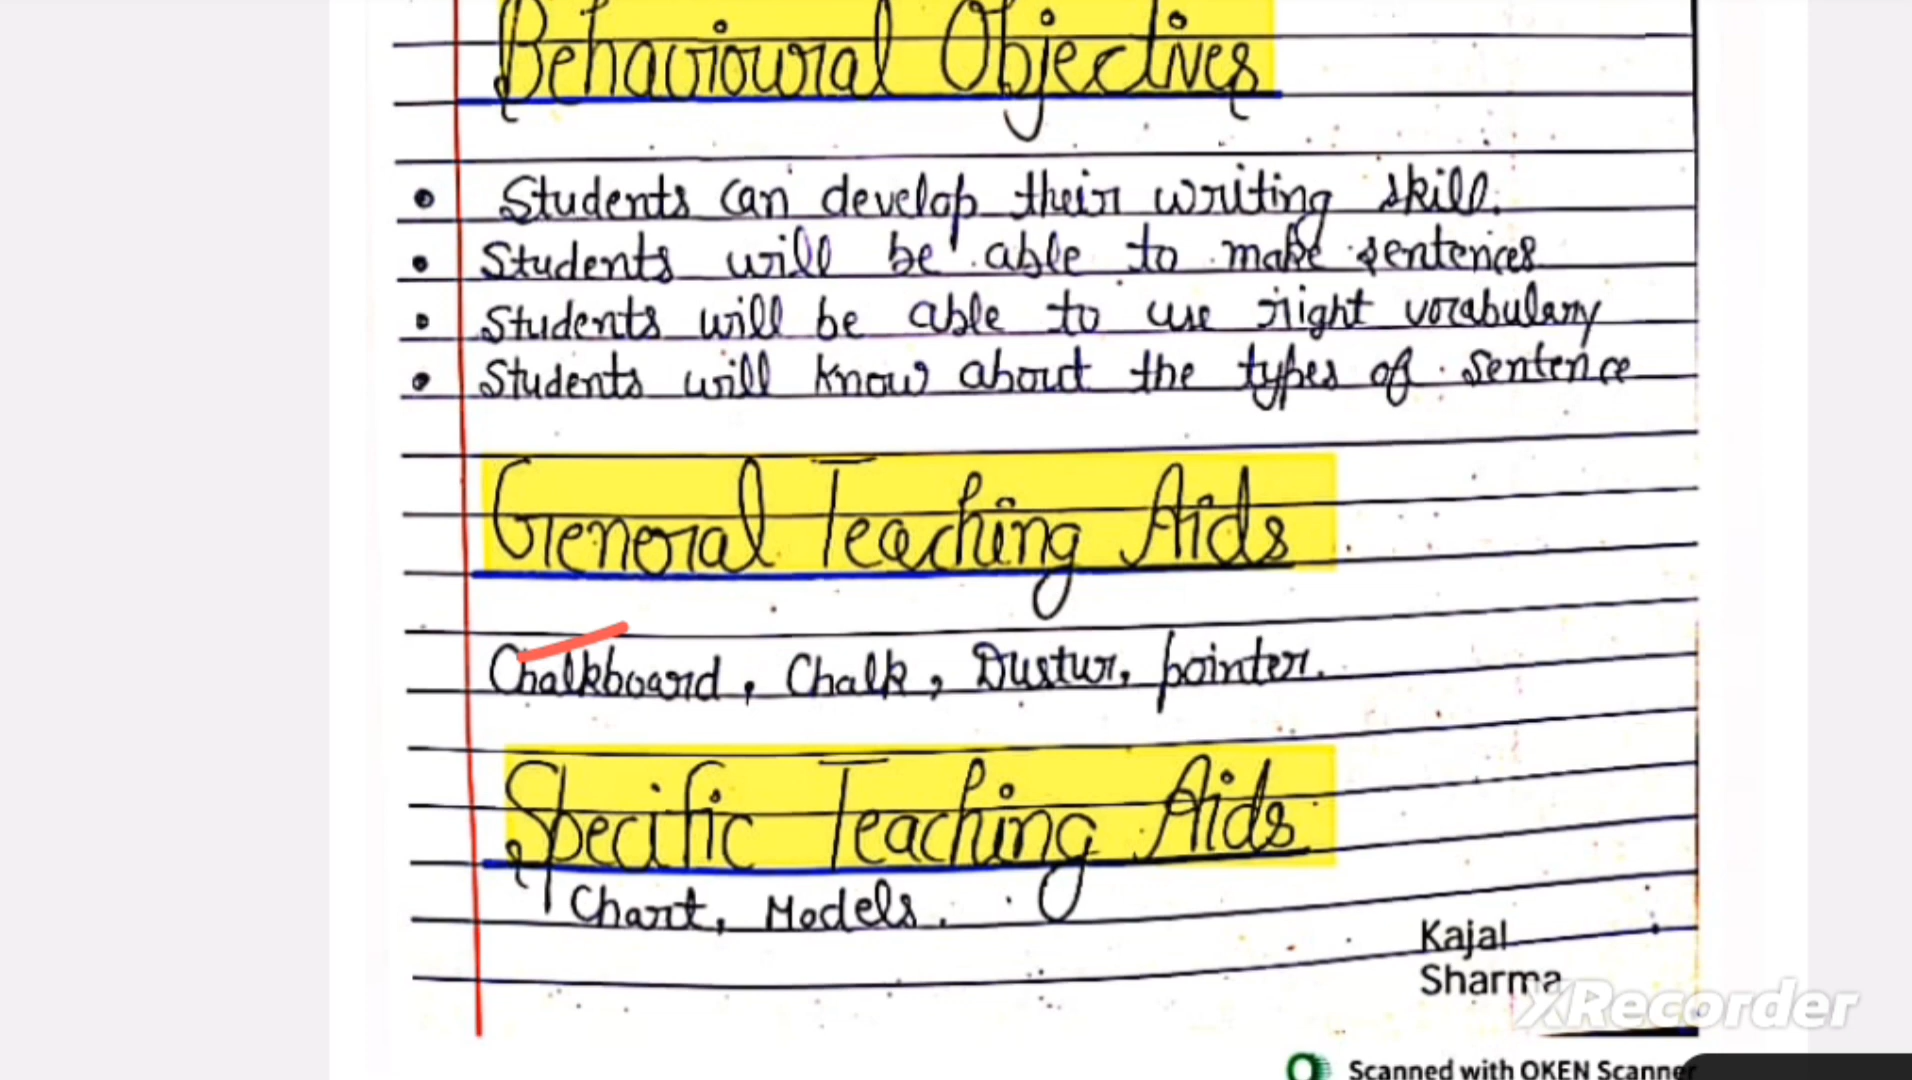 Behavioural Objectives
• Students can develop their writing skill.
• Students will be able to make sentences
• Students will be able to use right vocabulary
• Students will know about the types of sentence
General Teaching Aids
Chalkboard, Chalk, Dustur, pointer.
Specific Teaching Aids
Chart, Models.
Kajal
Sharma
XRecorder
Scanned with OKEN Scanner